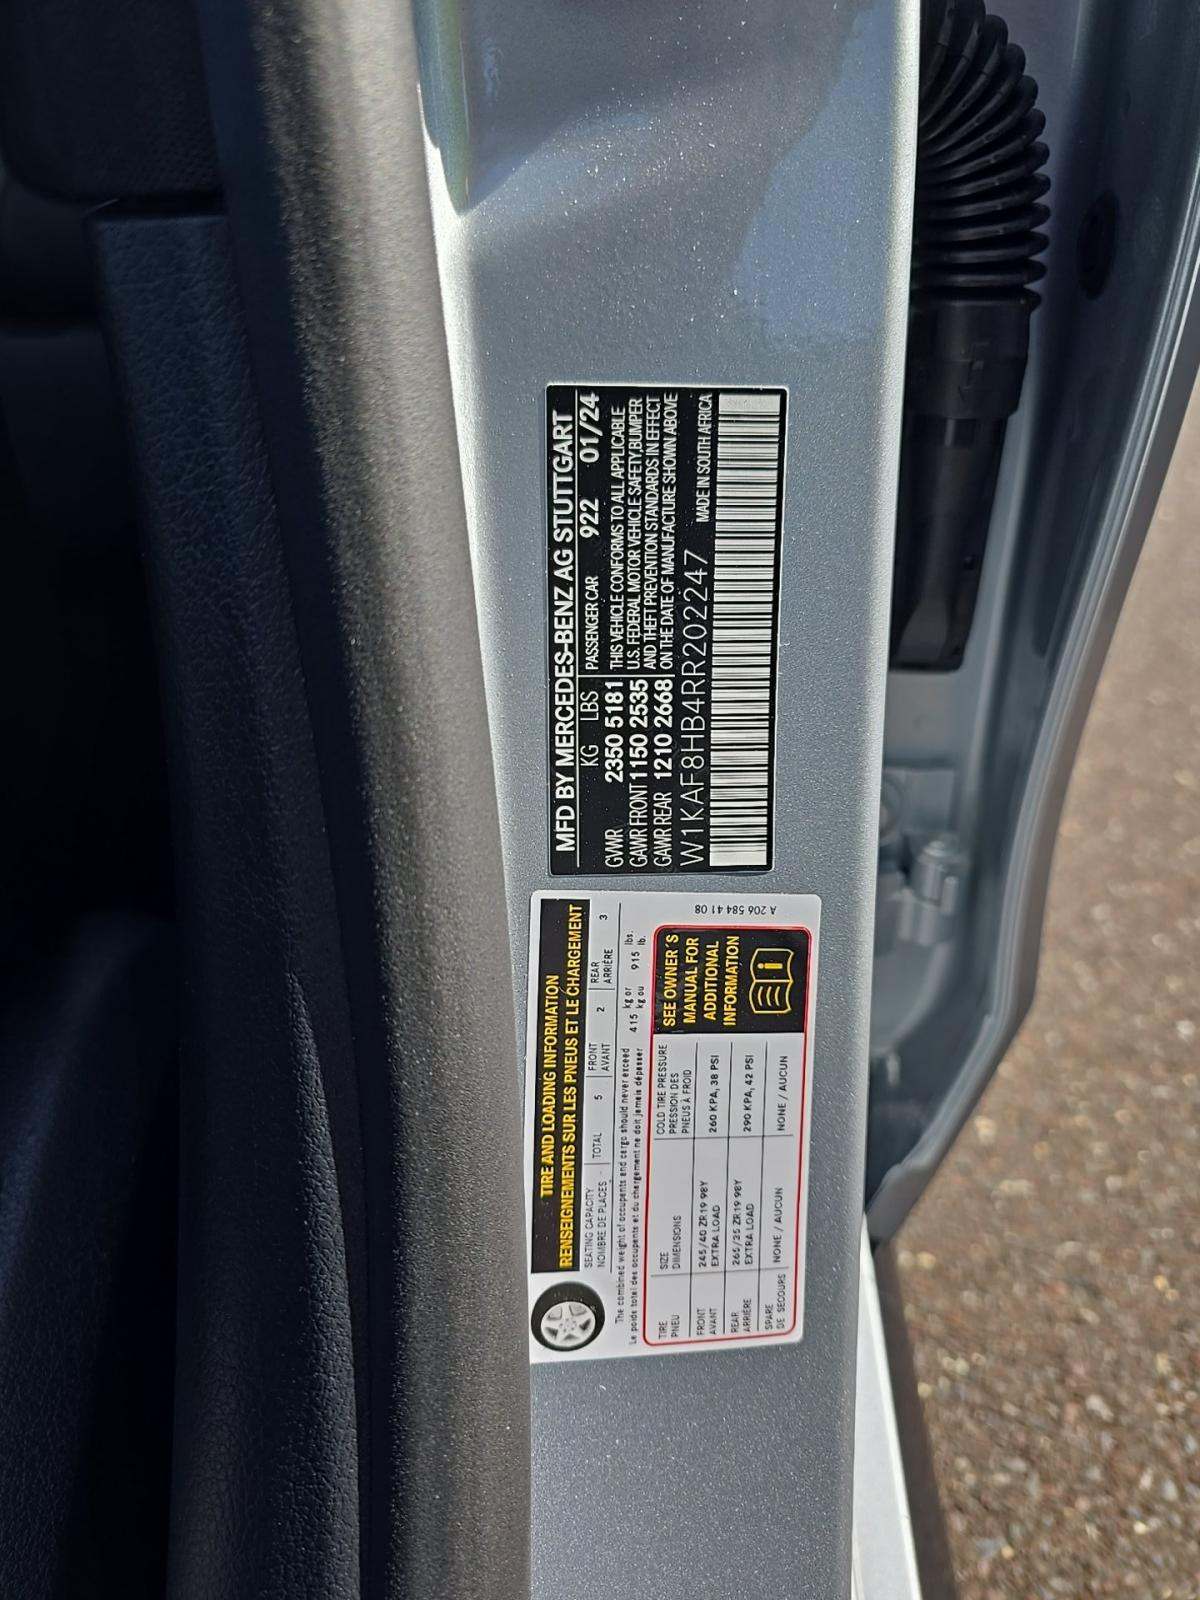 MFD BY MERCEDES-BENZ AG STUTTGART
KG LBS PASSENGER CAR 922 01/24
GVWR 2350 5181 THIS VEHICLE CONFORMS TO ALL APPLICABLE
GAWR FRONT 1150 2535 U.S. FEDERAL MOTOR VEHICLE SAFETY,BUMPER
GAWR REAR 1210 2668 AND THEFT PREVENTION STANDARDS IN EFFECT
ON THE DATE OF MANUFACTURE SHOWN ABOVE
W1KAF8HB4RR202247 MADE IN SOUTH AFRICA
TIRE AND LOADING INFORMATION
RENSEIGNEMENTS SUR LES PNEUS ET LE CHARGEMENT
SEATING CAPACITY TOTAL 5 FRONT 2 REAR 3
NOMBRE DE PLACES AVANT ARRIÈRE
The combined weight of occupants and cargo should never exceed 415 kg or 915 lbs.
Le poids total des occupants et du chargement ne doit jamais dépasser kg ou lb.
TIRE SIZE COLD TIRE PRESSURE
PNEU DIMENSIONS PRESSION DES
PNEUS À FROID
FRONT 245/40 ZR19 98Y 260 KPA, 38 PSI
AVANT EXTRA LOAD
REAR 265/35 ZR19 98Y 290 KPA, 42 PSI
ARRIÈRE EXTRA LOAD
SPARE NONE / AUCUN NONE / AUCUN
DE SECOURS
SEE OWNER´S
MANUAL FOR
ADDITIONAL
INFORMATION
i
A 206 584 41 08